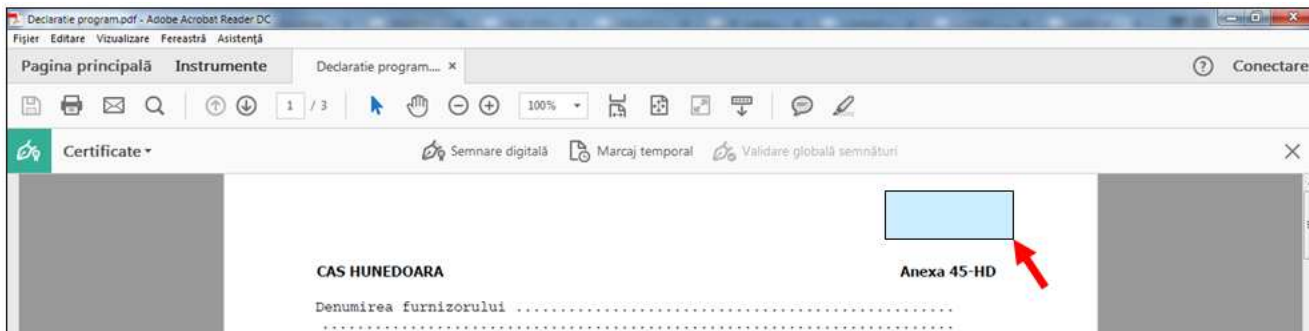 Declaratie program.pdf - Adobe Acrobat Reader DC
Fișier Editare Vizualizare Fereastră Asistență
Pagina principală Instrumente Declaratie program.... × ? Conectare
1 / 3 100%
Certificate Semnare digitală Marcaj temporal Validare globală semnături
CAS HUNEDOARA Anexa 45-HD
Denumirea furnizorului ......................................................
..............................................................................